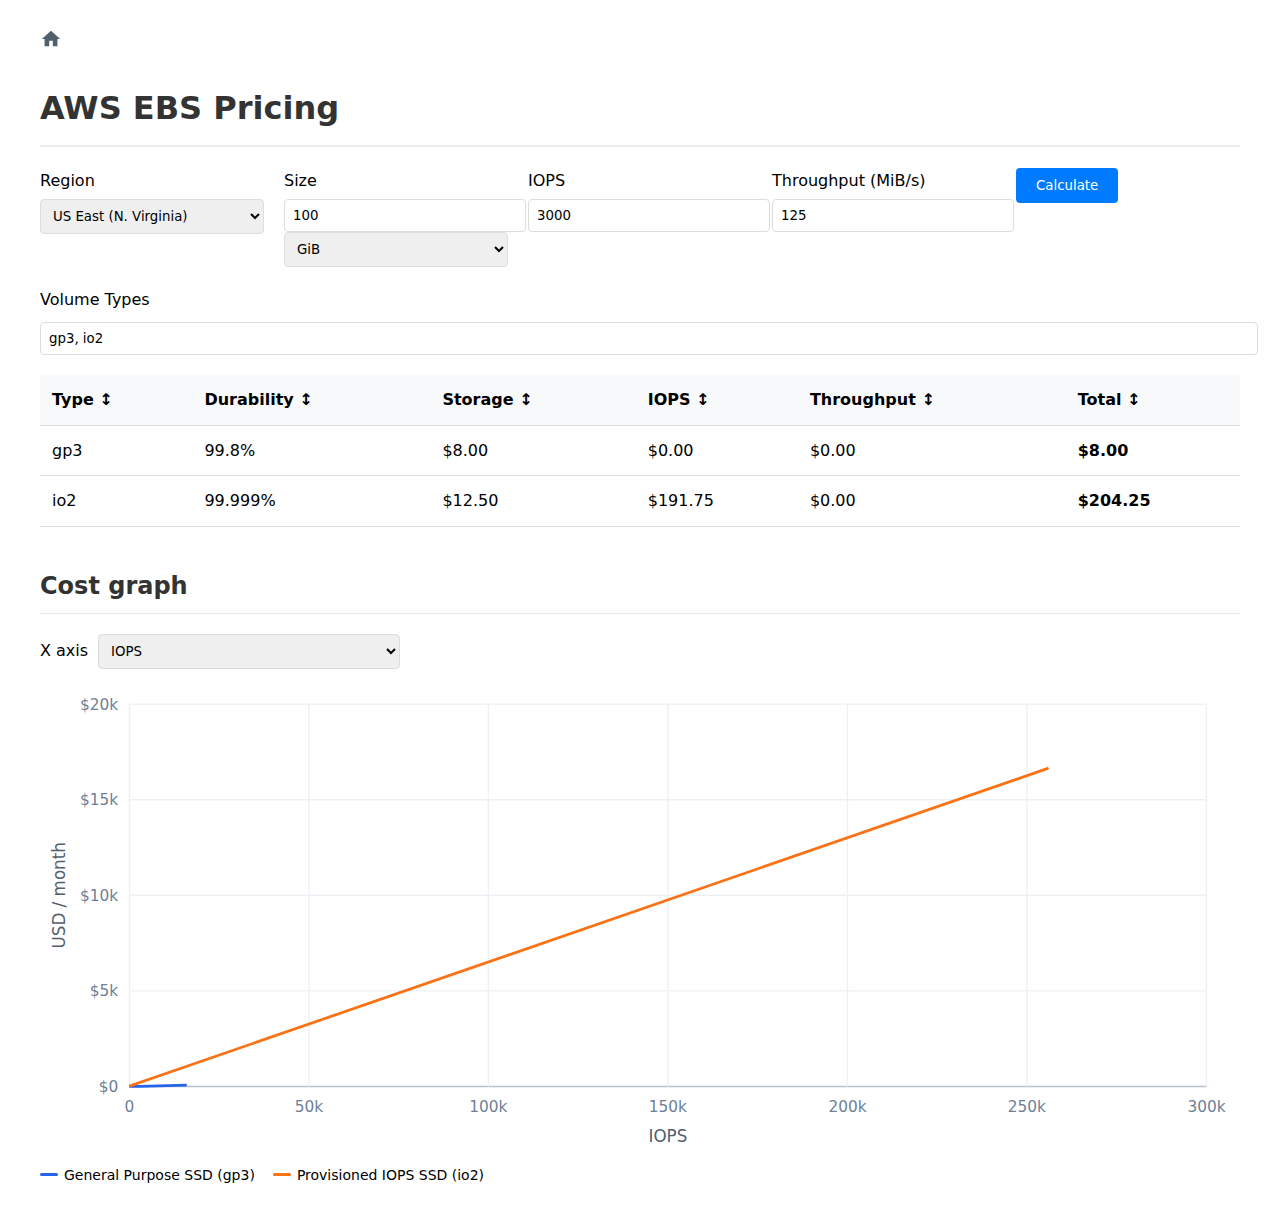 AWS EBS Pricing
Region Size IOPS Throughput (MiB/s) Calculate
US East (N. Virginia) 100 3000 125
GiB
Volume Types
gp3, io2
Type ↕ Durability ↕ Storage ↕ IOPS ↕ Throughput ↕ Total ↕
gp3 99.8% $8.00 $0.00 $0.00 $8.00
io2 99.999% $12.50 $191.75 $0.00 $204.25
Cost graph
X axis IOPS
$20k
$15k
$10k
$5k
$0
USD / month
0 50k 100k 150k 200k 250k 300k
IOPS
General Purpose SSD (gp3) Provisioned IOPS SSD (io2)